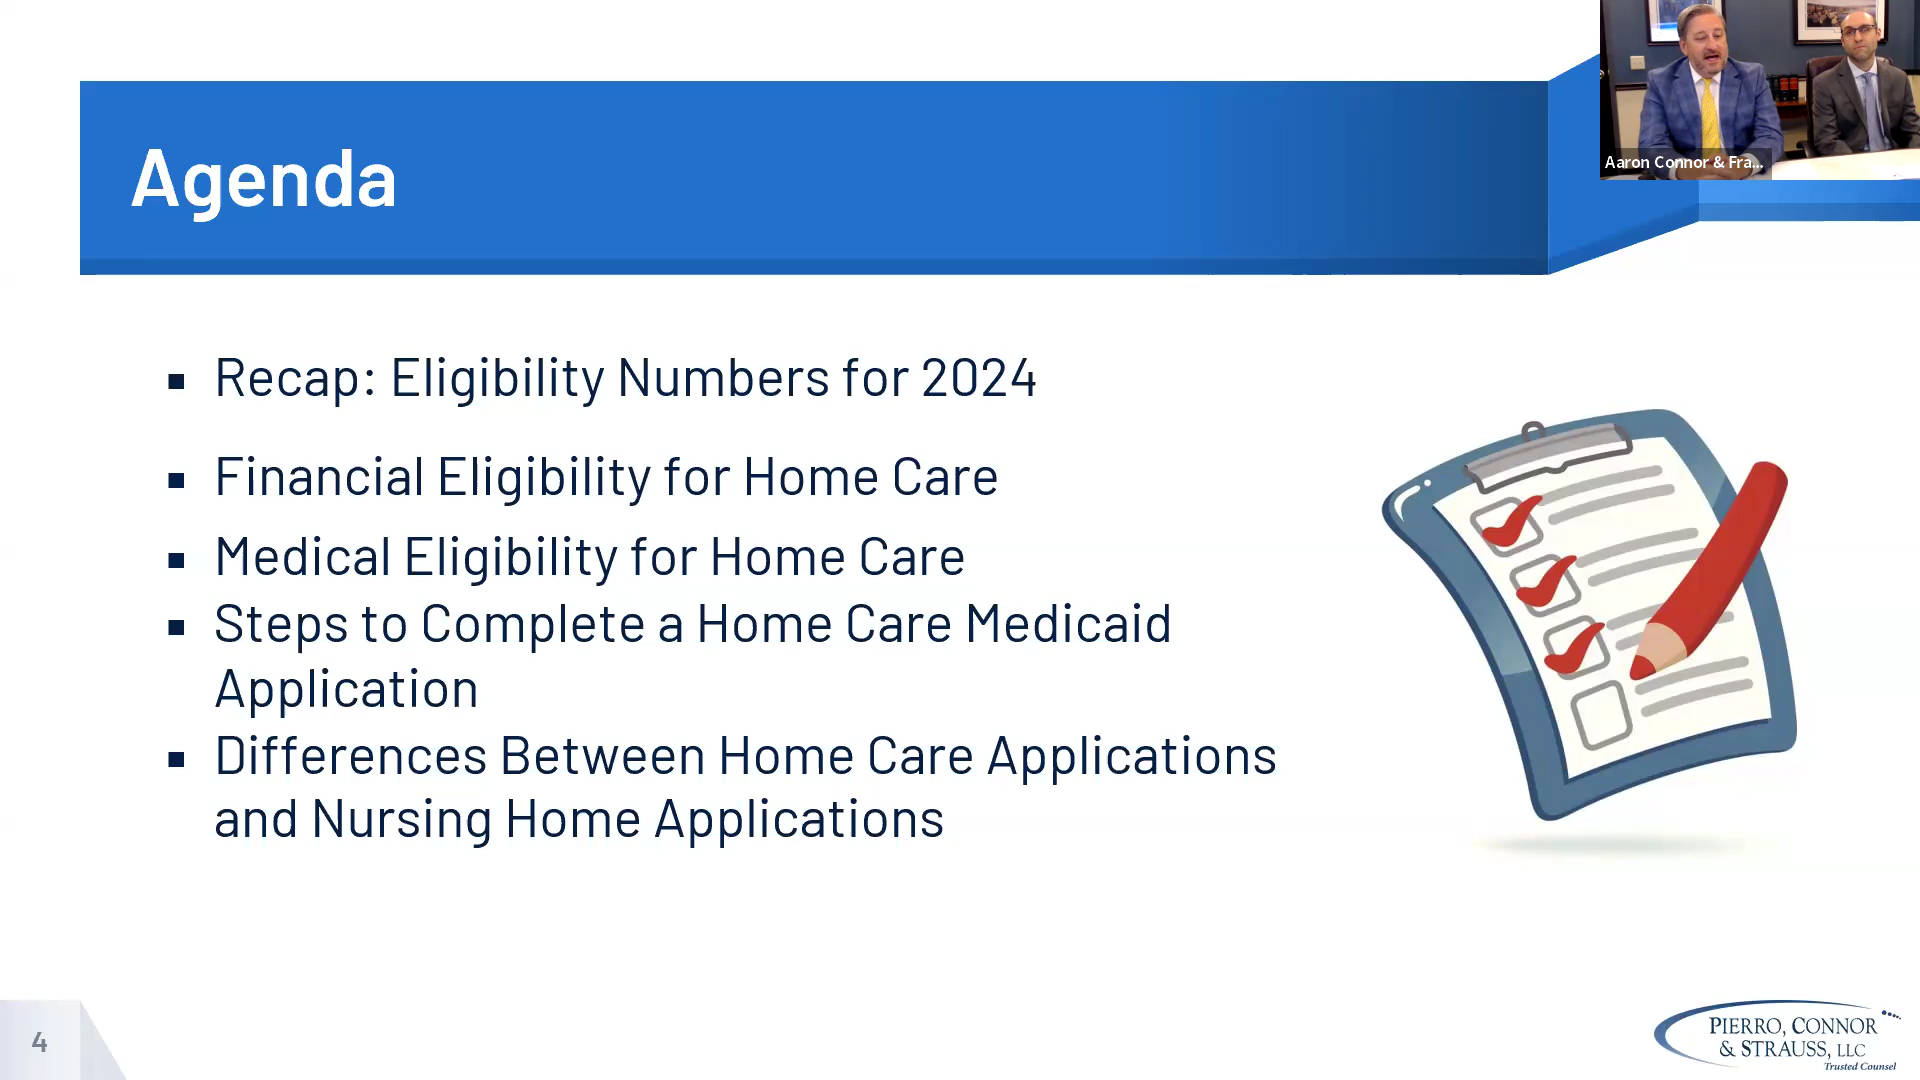 Aaron Connor & Fra...
Agenda
▪ Recap: Eligibility Numbers for 2024
▪ Financial Eligibility for Home Care
▪ Medical Eligibility for Home Care
▪ Steps to Complete a Home Care Medicaid
Application
▪ Differences Between Home Care Applications
and Nursing Home Applications
4
PIERRO, CONNOR
& STRAUSS, LLC
Trusted Counsel